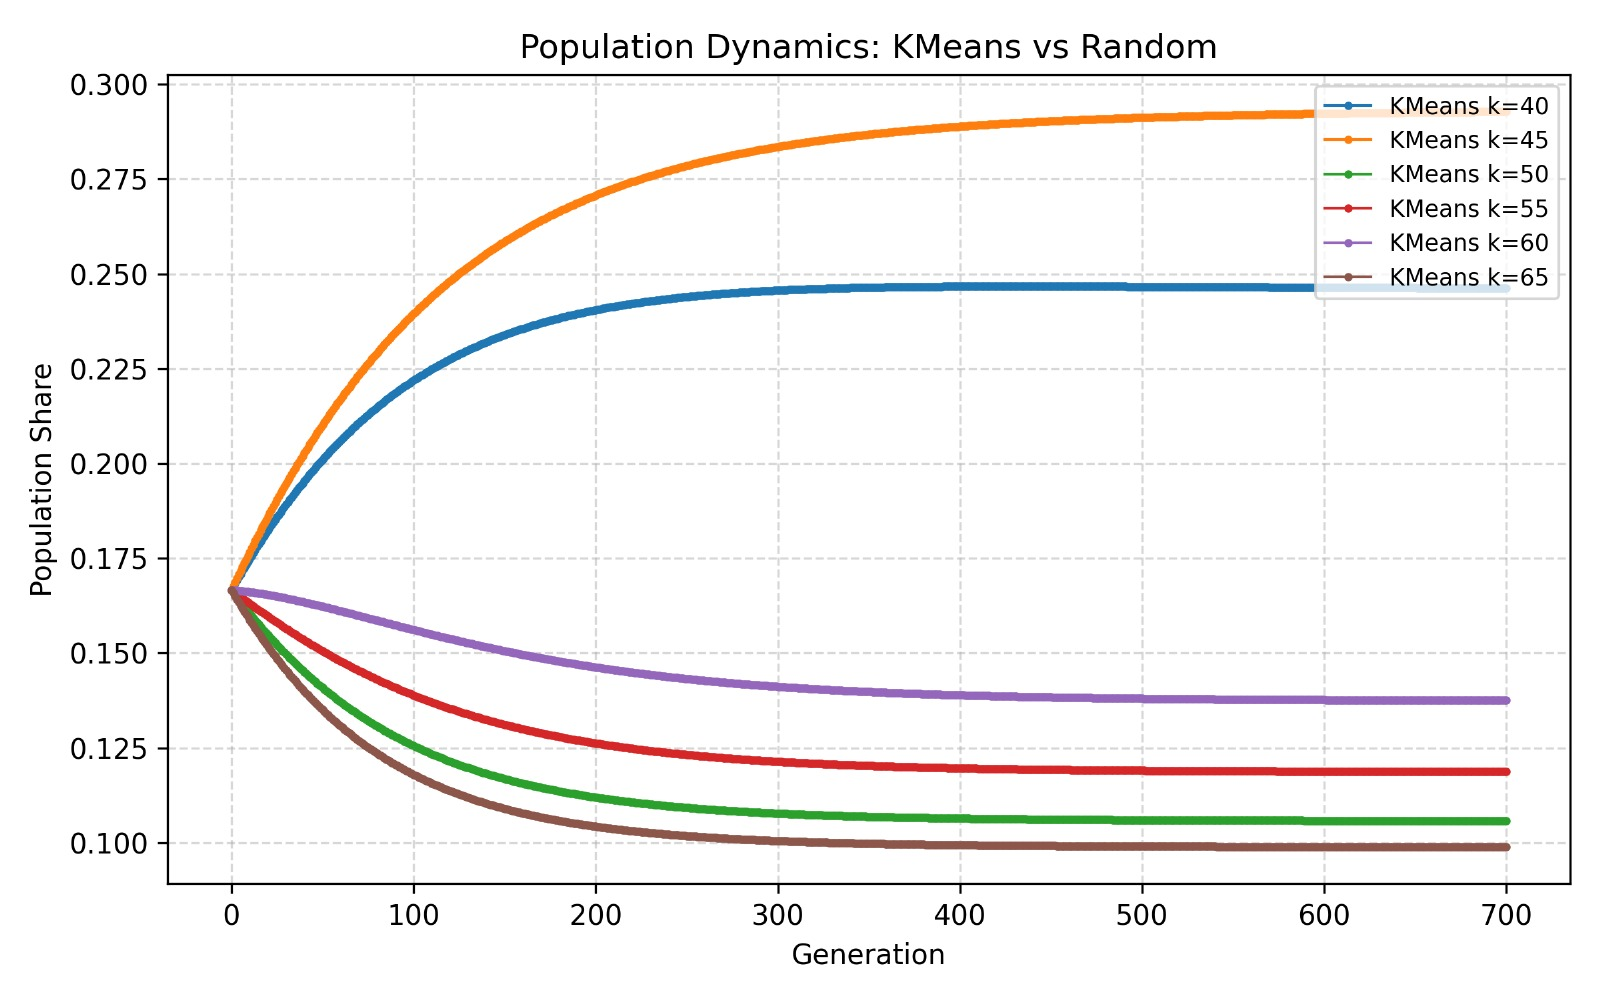 Population Dynamics: KMeans vs Random
0.300
0.275
0.250
0.225
0.200
0.175
0.150
0.125
0.100
Population Share
KMeans k=40
KMeans k=45
KMeans k=50
KMeans k=55
KMeans k=60
KMeans k=65
0 100 200 300 400 500 600 700
Generation